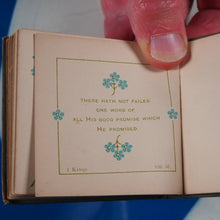 THERE HATH NOT FAILED
ONE WORD OF
ALL HIS GOOD PROMISE WHICH
HE PROMISED.
1 Kings VIII. 56.